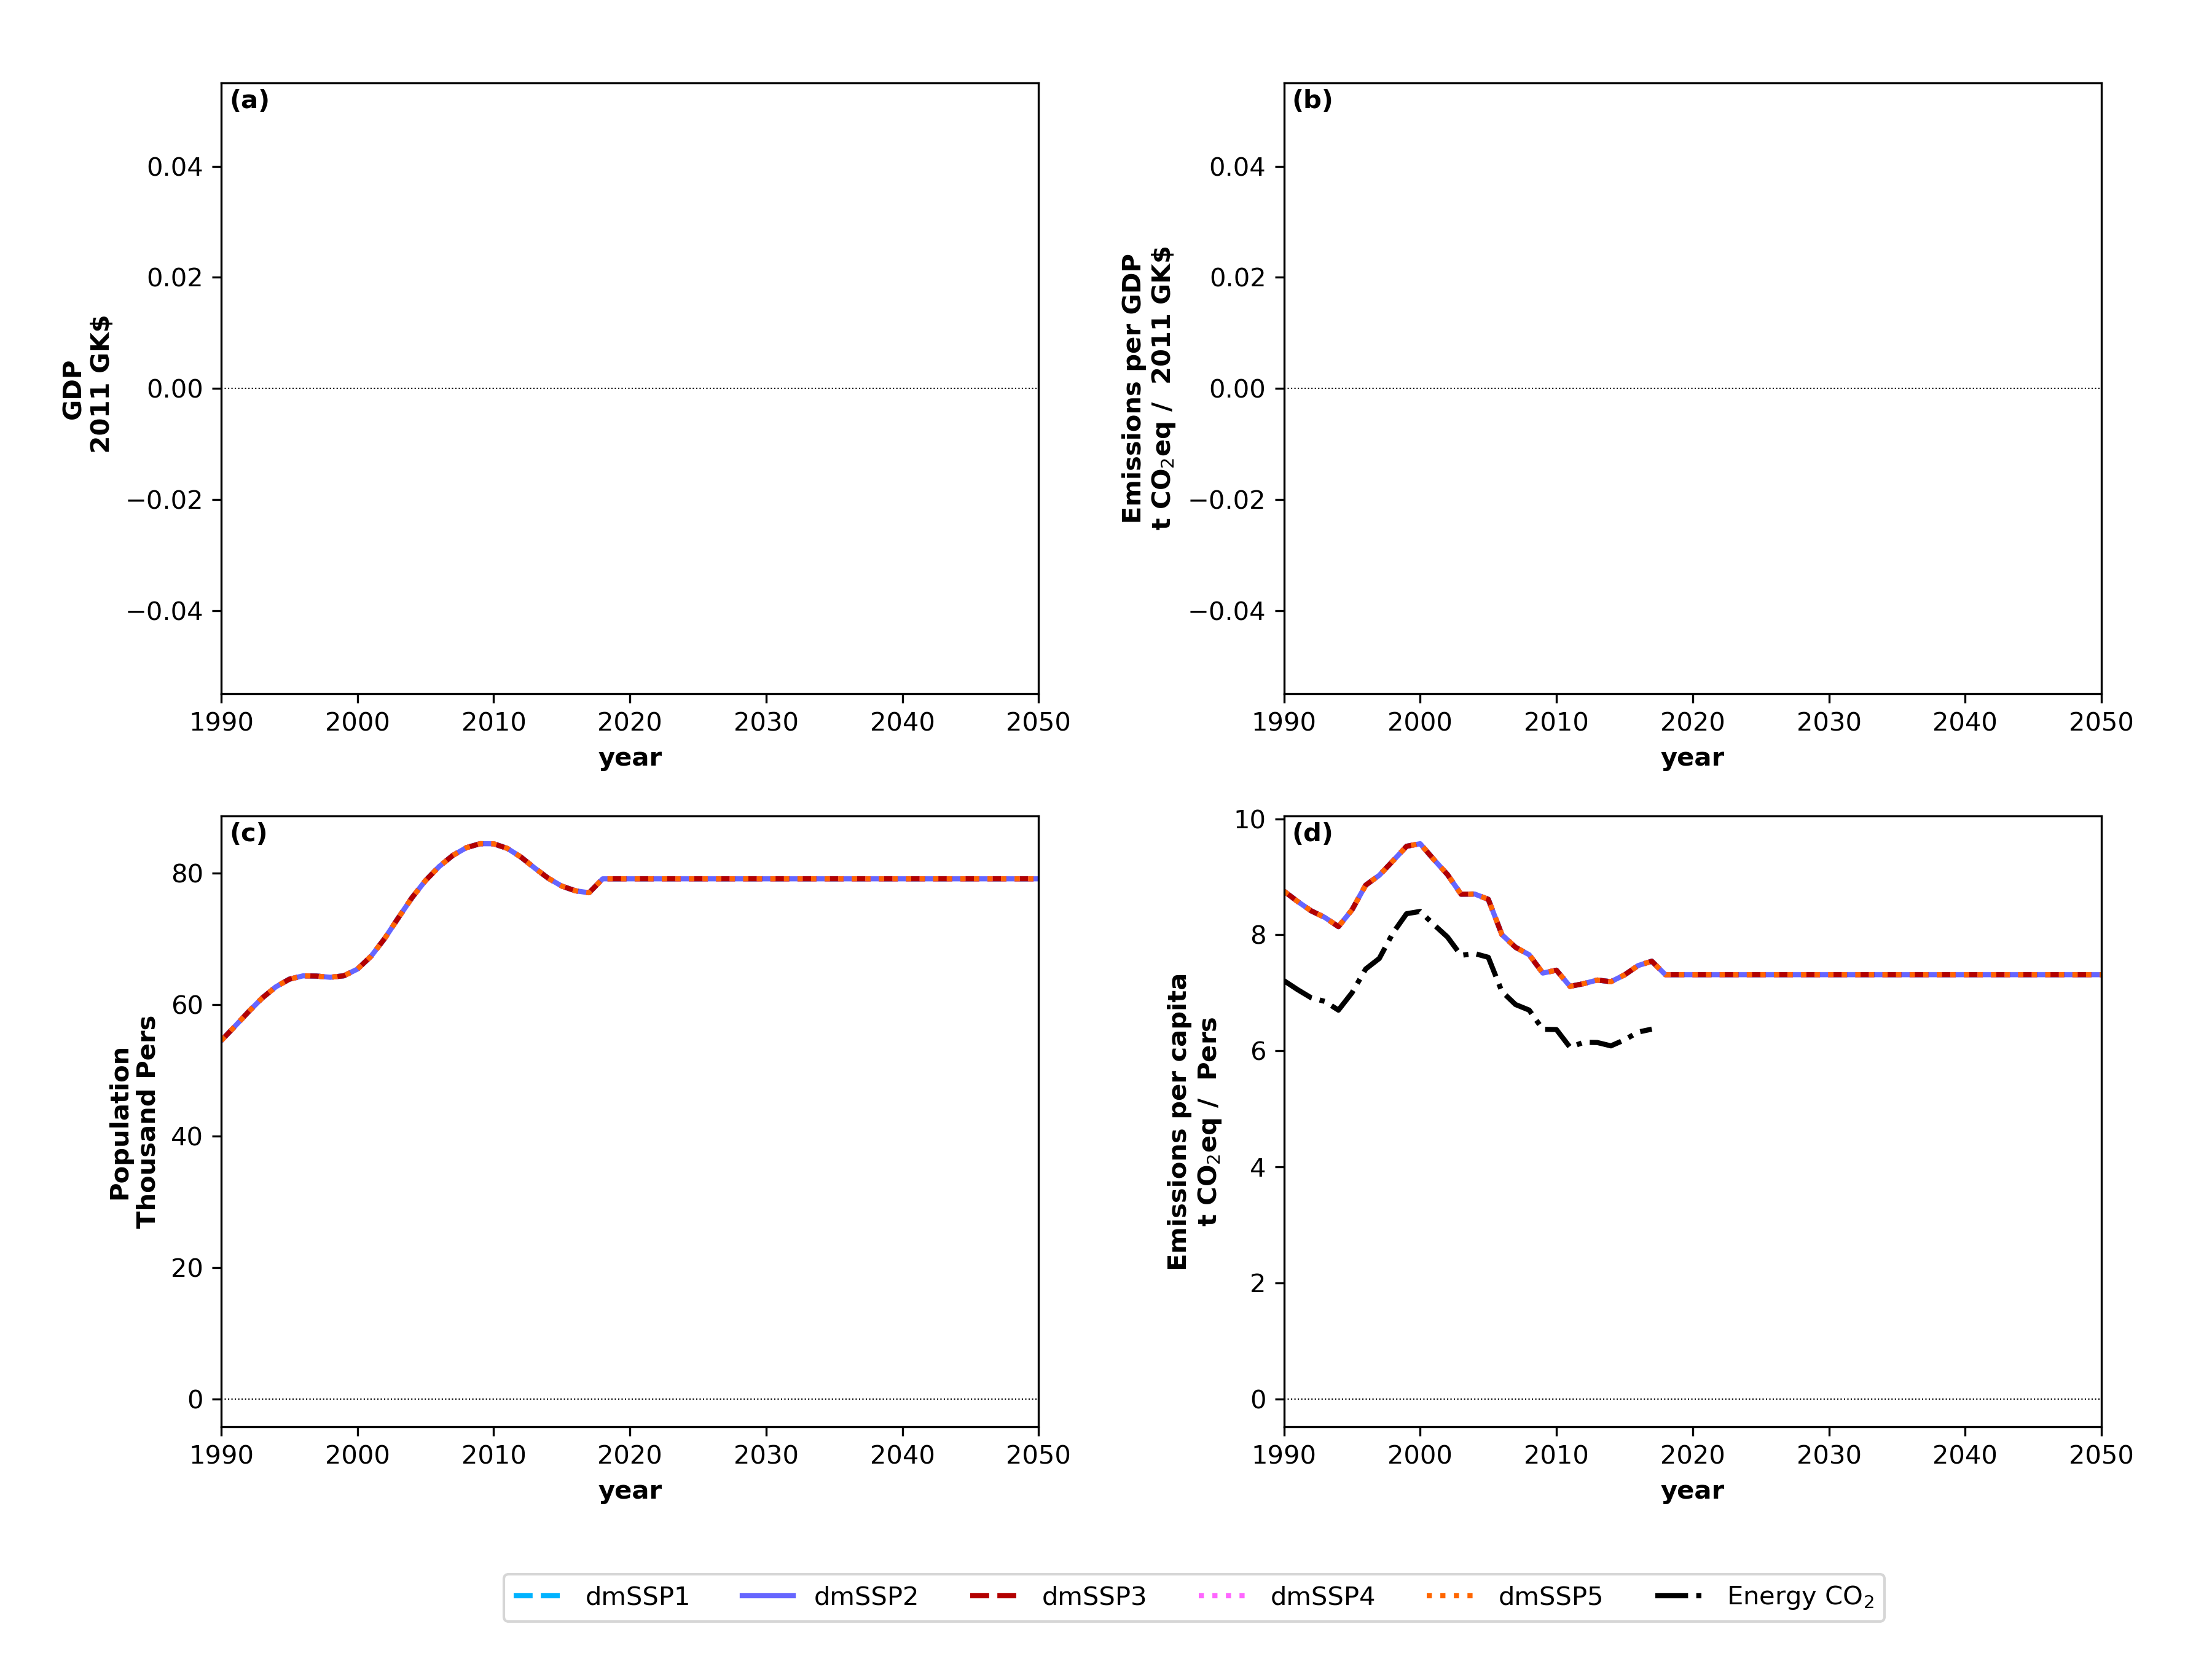 (a)
0.04
0.02
0.00
−0.02
−0.04
GDP
2011 GK$
1990 2000 2010 2020 2030 2040 2050
year
(b)
0.04
0.02
0.00
−0.02
−0.04
Emissions per GDP
t CO₂eq / 2011 GK$
1990 2000 2010 2020 2030 2040 2050
year
(c)
80
60
40
20
0
Population
Thousand Pers
1990 2000 2010 2020 2030 2040 2050
year
(d)
10
8
6
4
2
0
Emissions per capita
t CO₂eq / Pers
1990 2000 2010 2020 2030 2040 2050
year
dmSSP1 dmSSP2 dmSSP3 dmSSP4 dmSSP5 Energy CO₂